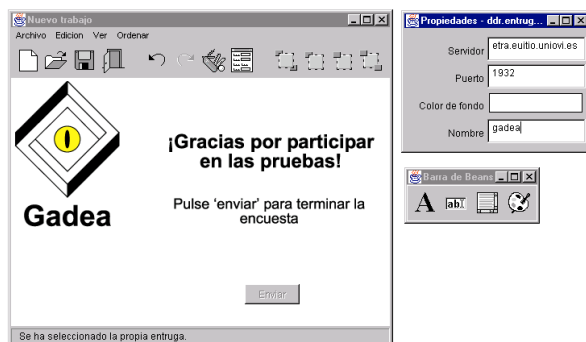 Nuevo trabajo
Archivo Edicion Ver Ordenar
Gadea
¡Gracias por participar
en las pruebas!
Pulse ‘enviar’ para terminar la
encuesta
Enviar
Se ha seleccionado la propia entruga.
Propiedades - ddr.entrug...
Servidor etra.euitio.uniovi.es
Puerto 1932
Color de fondo
Nombre gadea
Barra de Beans
A abI